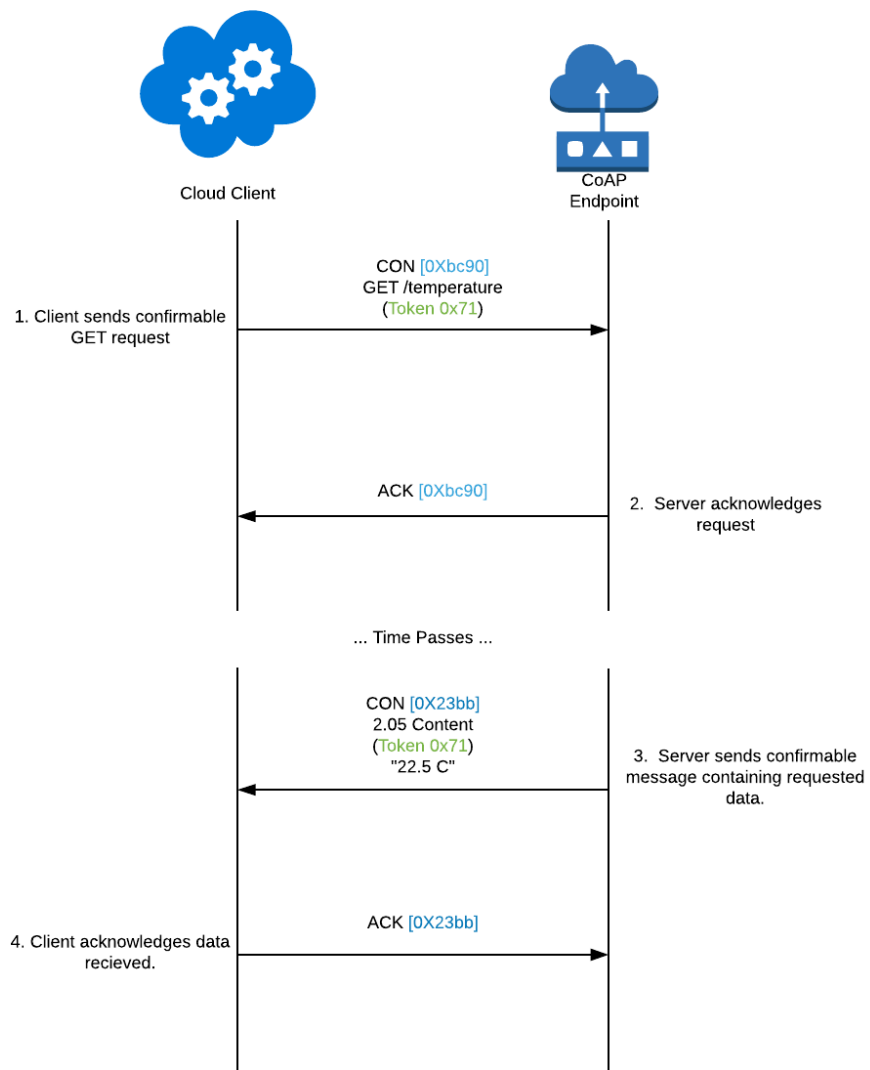 Cloud Client
CoAP
Endpoint
CON [0Xbc90]
GET /temperature
(Token 0x71)
1. Client sends confirmable
GET request
ACK [0Xbc90]
2.  Server acknowledges
request
... Time Passes ...
CON [0X23bb]
2.05 Content
(Token 0x71)
"22.5 C"
3.  Server sends confirmable
message containing requested
data.
ACK [0X23bb]
4. Client acknowledges data
recieved.